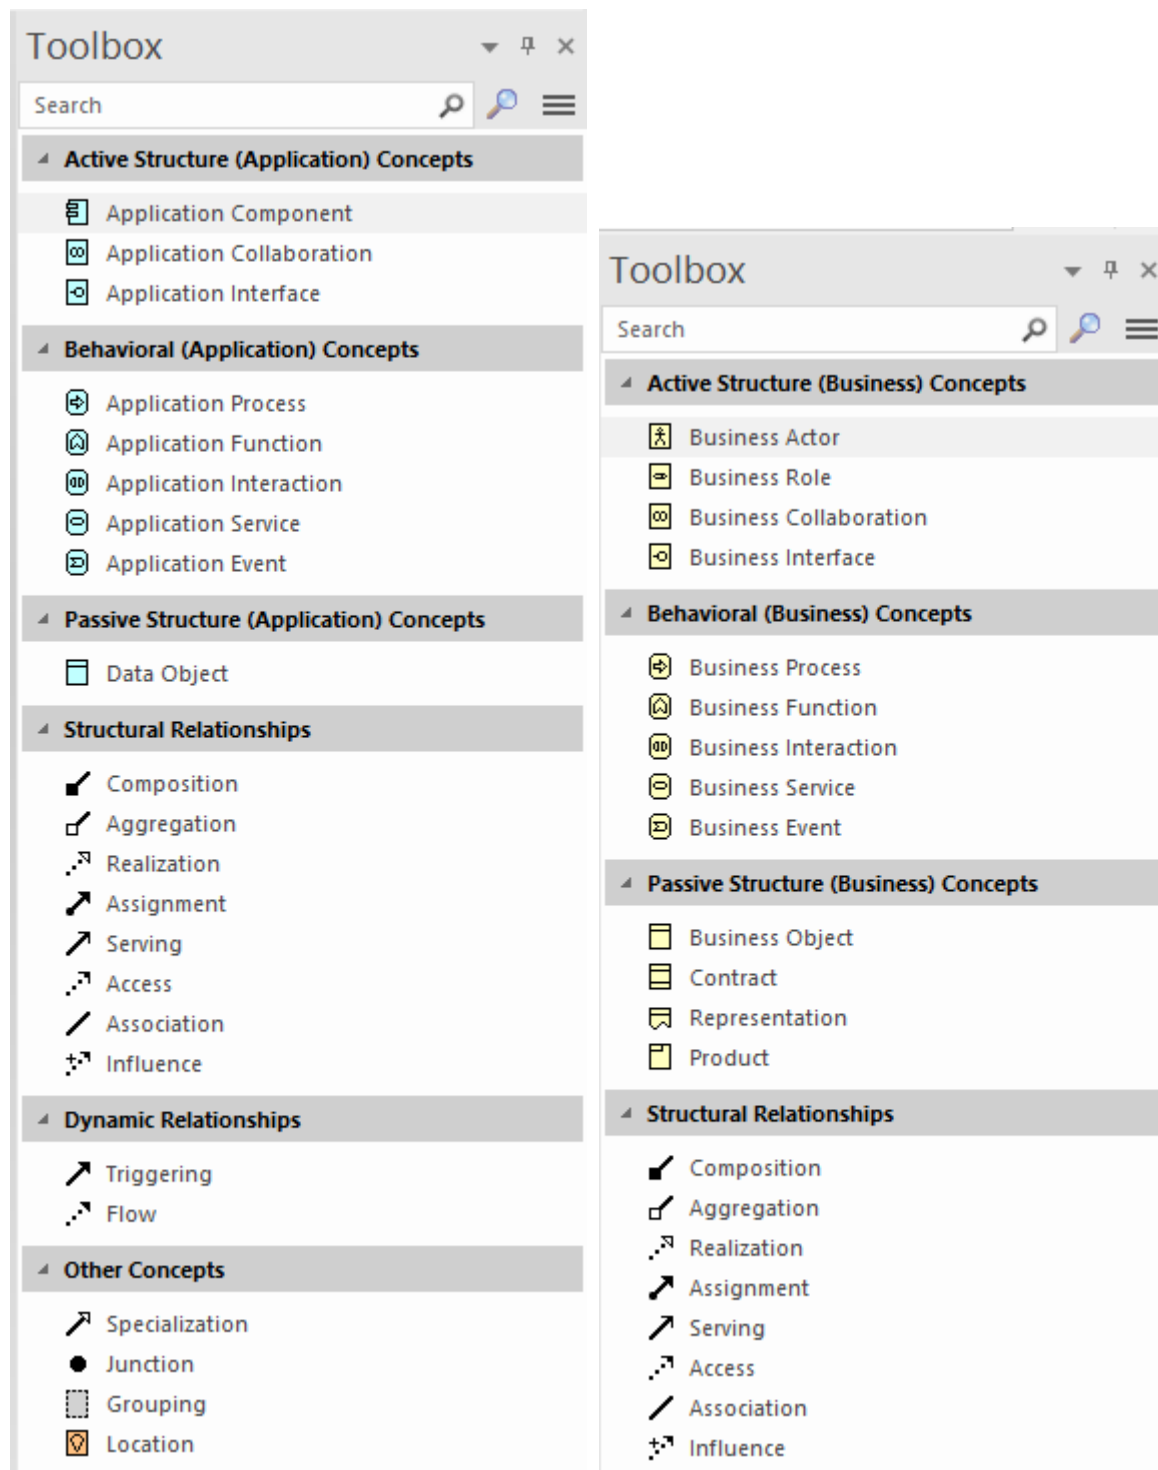 Toolbox
Search
Active Structure (Application) Concepts
Application Component
Application Collaboration
Application Interface
Behavioral (Application) Concepts
Application Process
Application Function
Application Interaction
Application Service
Application Event
Passive Structure (Application) Concepts
Data Object
Structural Relationships
Composition
Aggregation
Realization
Assignment
Serving
Access
Association
Influence
Dynamic Relationships
Triggering
Flow
Other Concepts
Specialization
Junction
Grouping
Location
Toolbox
Search
Active Structure (Business) Concepts
Business Actor
Business Role
Business Collaboration
Business Interface
Behavioral (Business) Concepts
Business Process
Business Function
Business Interaction
Business Service
Business Event
Passive Structure (Business) Concepts
Business Object
Contract
Representation
Product
Structural Relationships
Composition
Aggregation
Realization
Assignment
Serving
Access
Association
Influence